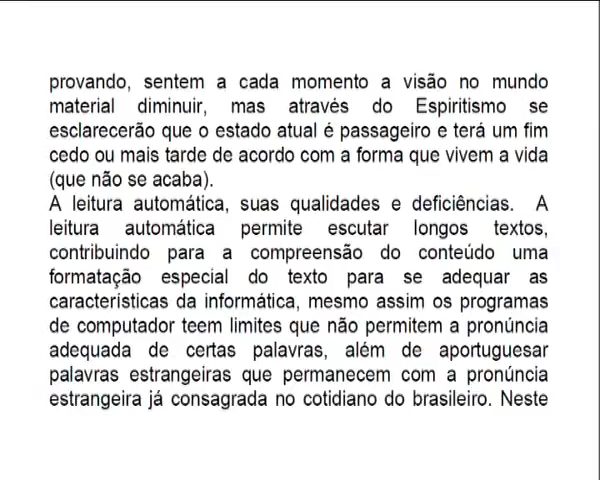 provando, sentem a cada momento a visão no mundo
material diminuir, mas através do Espiritismo se
esclarecerão que o estado atual é passageiro e terá um fim
cedo ou mais tarde de acordo com a forma que vivem a vida
(que não se acaba).
A leitura automática, suas qualidades e deficiências. A
leitura automática permite escutar longos textos,
contribuindo para a compreensão do conteúdo uma
formatação especial do texto para se adequar as
características da informática, mesmo assim os programas
de computador teem limites que não permitem a pronúncia
adequada de certas palavras, além de aportuguesar
palavras estrangeiras que permanecem com a pronúncia
estrangeira já consagrada no cotidiano do brasileiro. Neste